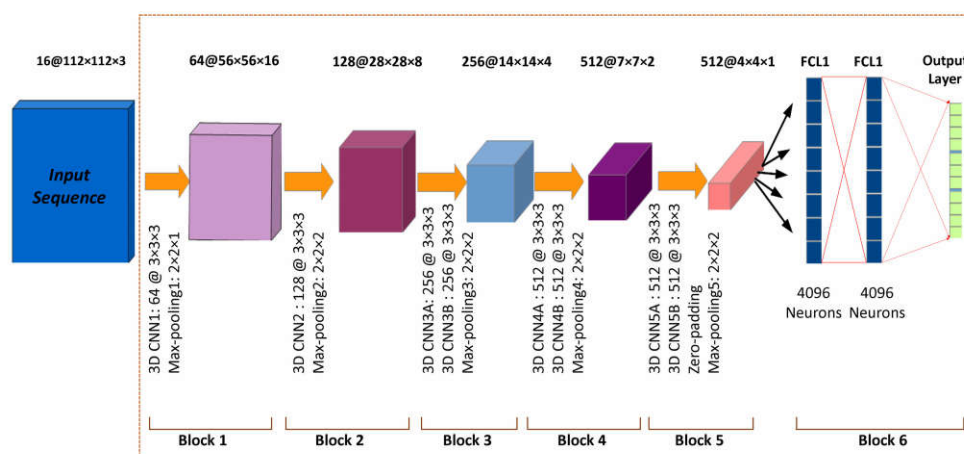 16@112×112×3
64@56×56×16
128@28×28×8
256@14×14×4
512@7×7×2
512@4×4×1
FCL1
FCL1
Output
Layer
Input
Sequence
3D CNN1: 64 @ 3×3×3
Max-pooling1: 2×2×1
3D CNN2 : 128 @ 3×3×3
Max-pooling2: 2×2×2
3D CNN3A: 256 @ 3×3×3
3D CNN3B : 256 @ 3×3×3
Max-pooling3: 2×2×2
3D CNN4A : 512 @ 3×3×3
3D CNN4B : 512 @ 3×3×3
Max-pooling4: 2×2×2
3D CNN5A : 512 @ 3×3×3
3D CNN5B : 512 @ 3×3×3
Zero-padding
Max-pooling5: 2×2×2
4096
Neurons
4096
Neurons
Block 1
Block 2
Block 3
Block 4
Block 5
Block 6